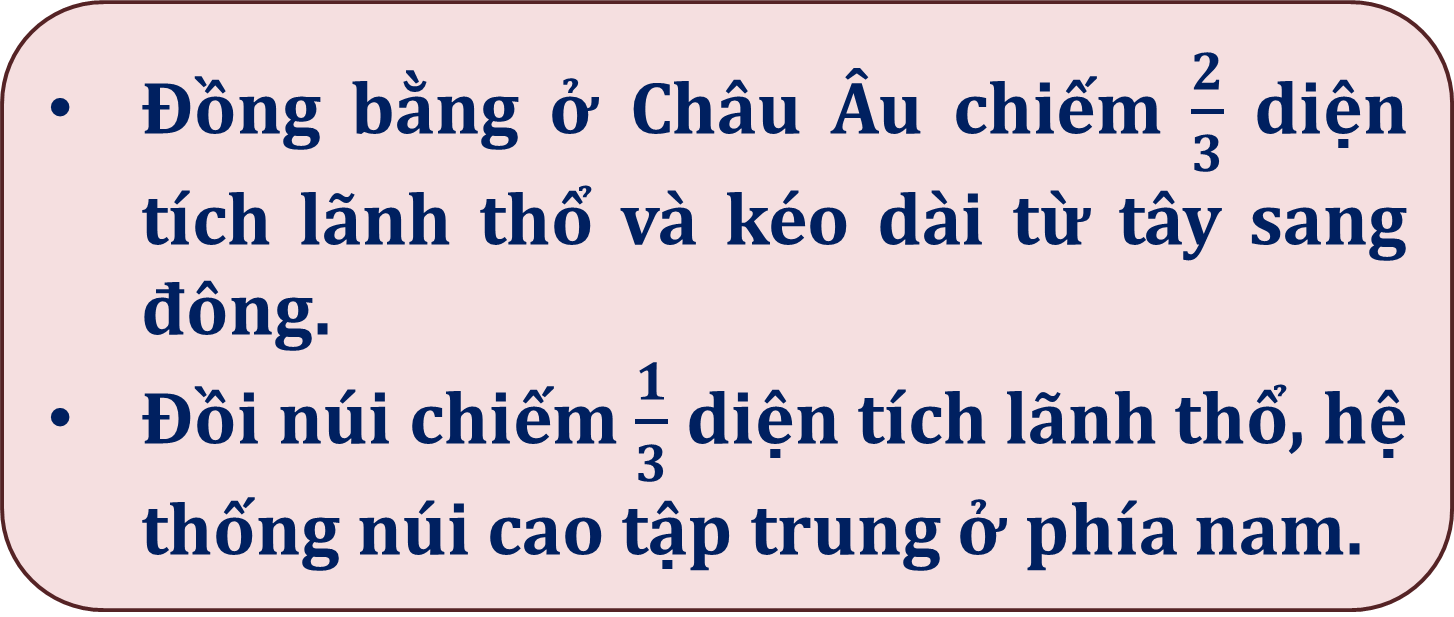 • Đồng bằng ở Châu Âu chiếm 2/3 diện
tích lãnh thổ và kéo dài từ tây sang
đông.
• Đồi núi chiếm 1/3 diện tích lãnh thổ, hệ
thống núi cao tập trung ở phía nam.